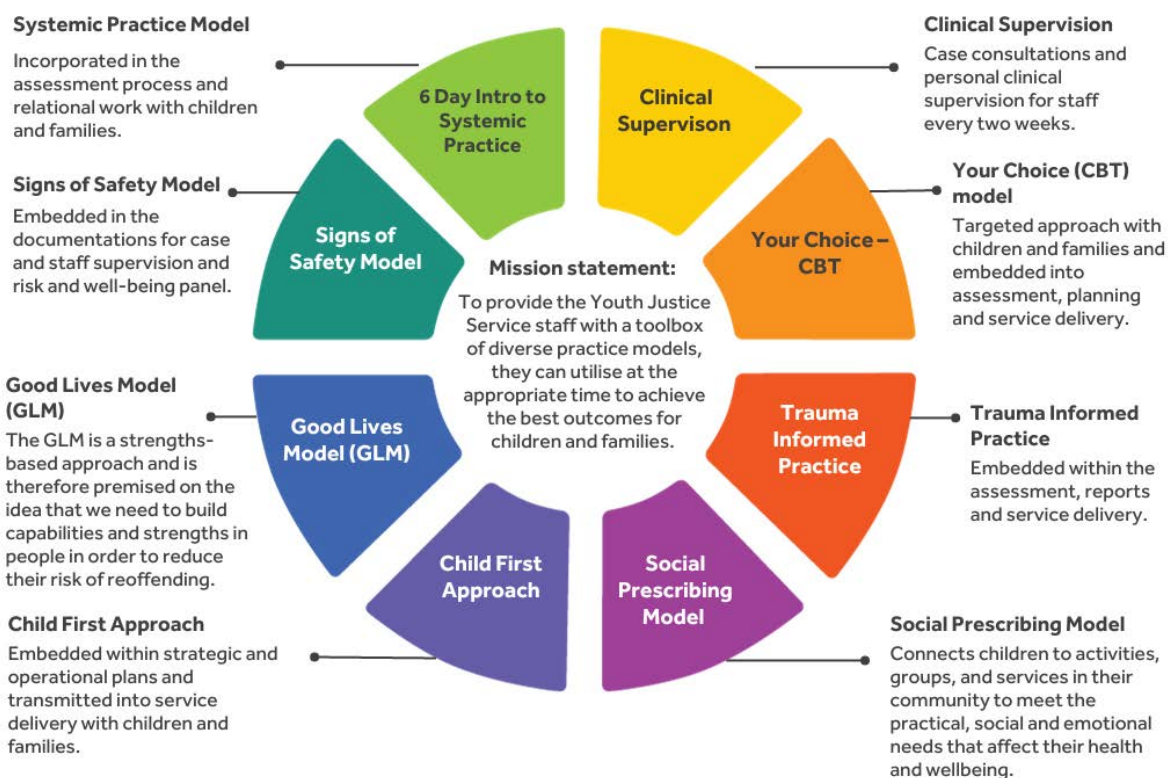 Systemic Practice Model
Incorporated in the
assessment process and
relational work with children
and families.
Signs of Safety Model
Embedded in the
documentations for case
and staff supervision and
risk and well-being panel.
Good Lives Model
(GLM)
The GLM is a strengths-
based approach and is
therefore premised on the
idea that we need to build
capabilities and strengths in
people in order to reduce
their risk of reoffending.
Child First Approach
Embedded within strategic and
operational plans and
transmitted into service
delivery with children and
families.
6 Day Intro to
Systemic
Practice
Clinical
Supervison
Signs of
Safety Model
Your Choice –
CBT
Mission statement:
To provide the Youth Justice
Service staff with a toolbox
of diverse practice models,
they can utilise at the
appropriate time to achieve
the best outcomes for
children and families.
Good Lives
Model (GLM)
Trauma
Informed
Practice
Child First
Approach
Social
Prescribing
Model
Clinical Supervision
Case consultations and
personal clinical
supervision for staff
every two weeks.
Your Choice (CBT)
model
Targeted approach with
children and families and
embedded into
assessment, planning
and service delivery.
Trauma Informed
Practice
Embedded within the
assessment, reports
and service delivery.
Social Prescribing Model
Connects children to activities,
groups, and services in their
community to meet the
practical, social and emotional
needs that affect their health
and wellbeing.